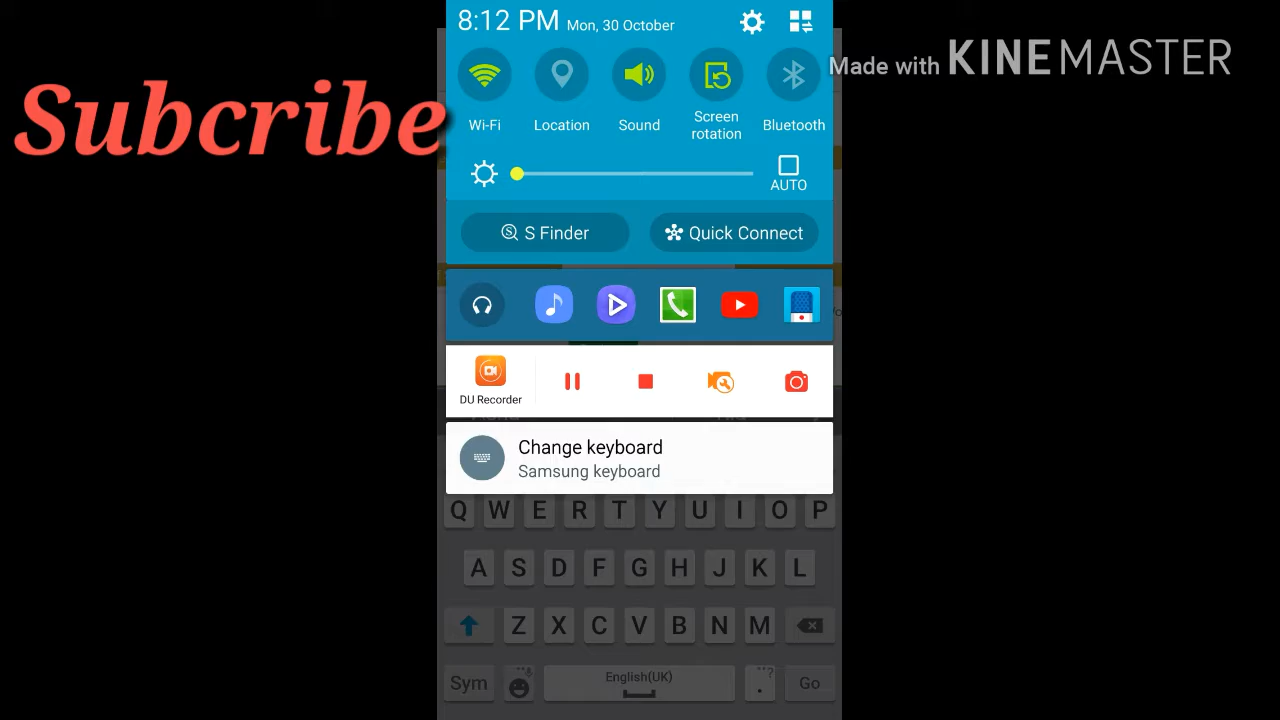 8:12 PM Mon, 30 October
Made with KINEMASTER
Subcribe
Wi-Fi Location Sound Screen rotation Bluetooth
AUTO
S Finder Quick Connect
DU Recorder
Change keyboard
Samsung keyboard
Q W E R T Y U I O P
A S D F G H J K L
Z X C V B N M
Sym English(UK) . Go